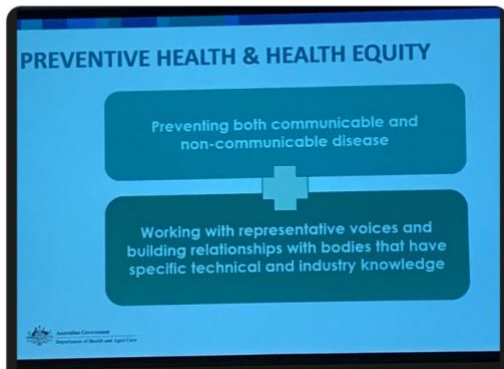 PREVENTIVE HEALTH & HEALTH EQUITY
Preventing both communicable and
non-communicable disease
Working with representative voices and
building relationships with bodies that have
specific technical and industry knowledge
Australian Government
Department of Health and Aged Care